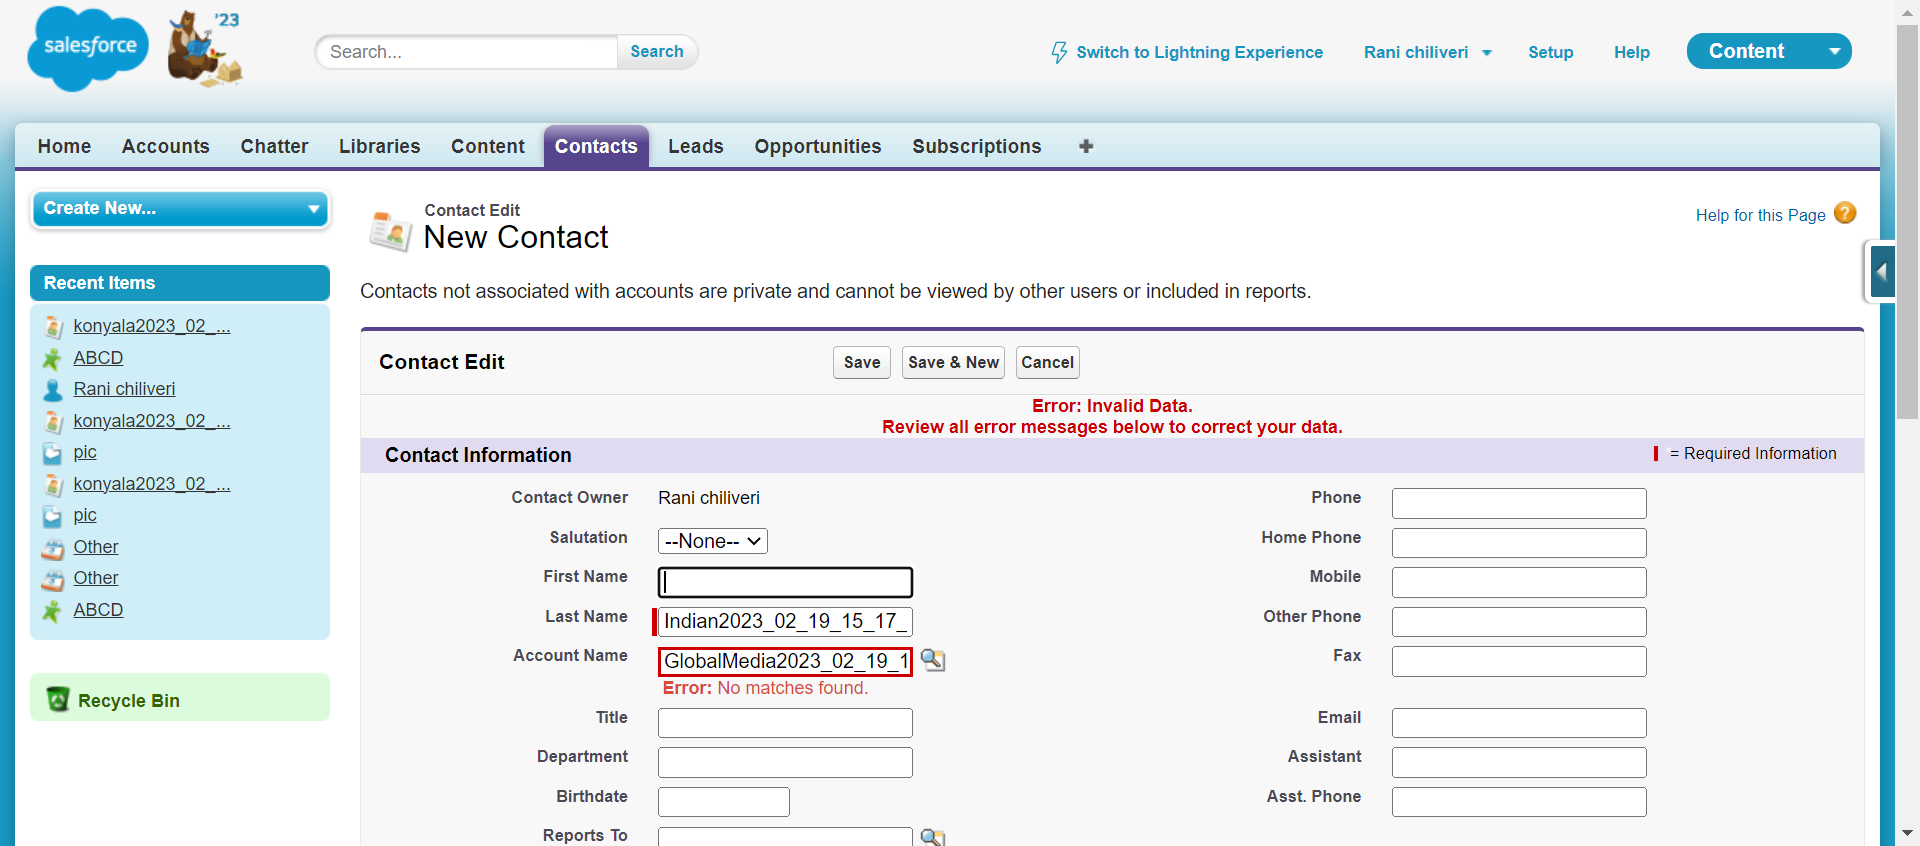 salesforce
'23
Search...
Search
Switch to Lightning Experience
Rani chiliveri
Setup
Help
Content
Home
Accounts
Chatter
Libraries
Content
Contacts
Leads
Opportunities
Subscriptions
+
Create New...
Recent Items
konyala2023_02_...
ABCD
Rani chiliveri
konyala2023_02_...
pic
konyala2023_02_...
pic
Other
Other
ABCD
Recycle Bin
Contact Edit
New Contact
Help for this Page ?
Contacts not associated with accounts are private and cannot be viewed by other users or included in reports.
Contact Edit
Save
Save & New
Cancel
Error: Invalid Data.
Review all error messages below to correct your data.
Contact Information
= Required Information
Contact Owner Rani chiliveri
Phone
Salutation --None--
Home Phone
First Name
Mobile
Last Name Indian2023_02_19_15_17_
Other Phone
Account Name GlobalMedia2023_02_19_1
Error: No matches found.
Fax
Title
Email
Department
Assistant
Birthdate
Asst. Phone
Reports To